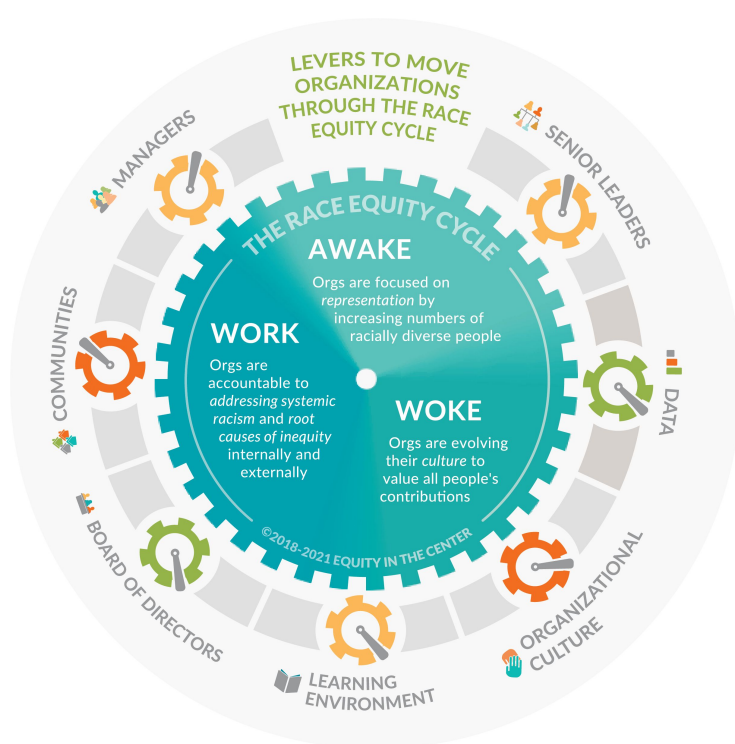 LEVERS TO MOVE
ORGANIZATIONS
THROUGH THE RACE
EQUITY CYCLE
SENIOR LEADERS
DATA
ORGANIZATIONAL
CULTURE
LEARNING
ENVIRONMENT
BOARD OF DIRECTORS
COMMUNITIES
MANAGERS
THE RACE EQUITY CYCLE
AWAKE
Orgs are focused on
representation by
increasing numbers of
racially diverse people
WOKE
Orgs are evolving
their culture to
value all people's
contributions
WORK
Orgs are
accountable to
addressing systemic
racism and root
causes of inequity
internally and
externally
©2018-2021 EQUITY IN THE CENTER